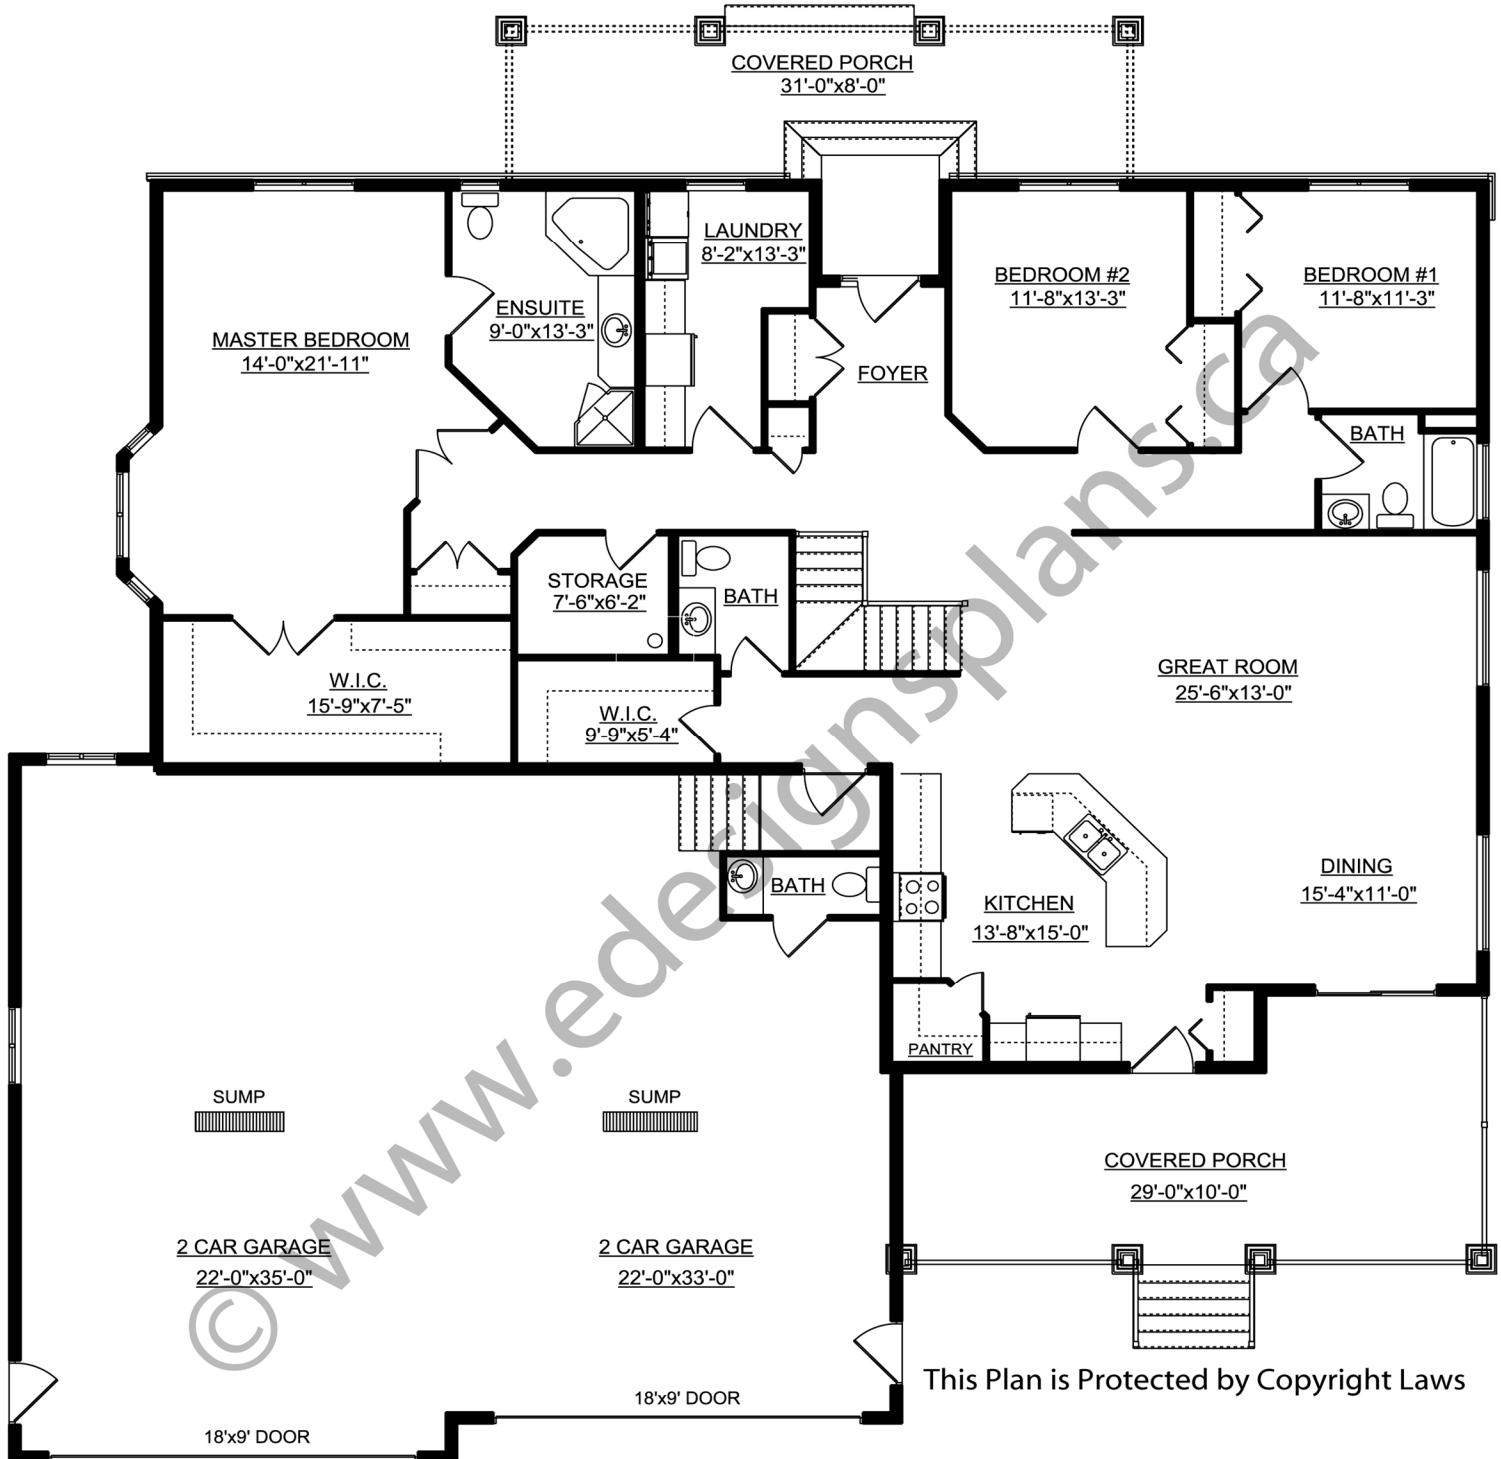 COVERED PORCH
31'-0"x8'-0"
LAUNDRY
8'-2"x13'-3"
BEDROOM #2
11'-8"x13'-3"
BEDROOM #1
11'-8"x11'-3"
ENSUITE
9'-0"x13'-3"
MASTER BEDROOM
14'-0"x21'-11"
FOYER
BATH
STORAGE
7'-6"x6'-2"
BATH
GREAT ROOM
25'-6"x13'-0"
W.I.C.
15'-9"x7'-5"
W.I.C.
9'-9"x5'-4"
DINING
15'-4"x11'-0"
BATH
KITCHEN
13'-8"x15'-0"
PANTRY
SUMP
SUMP
COVERED PORCH
29'-0"x10'-0"
2 CAR GARAGE
22'-0"x35'-0"
2 CAR GARAGE
22'-0"x33'-0"
This Plan is Protected by Copyright Laws
18'x9' DOOR
18'x9' DOOR
© www.edesignsplans.ca